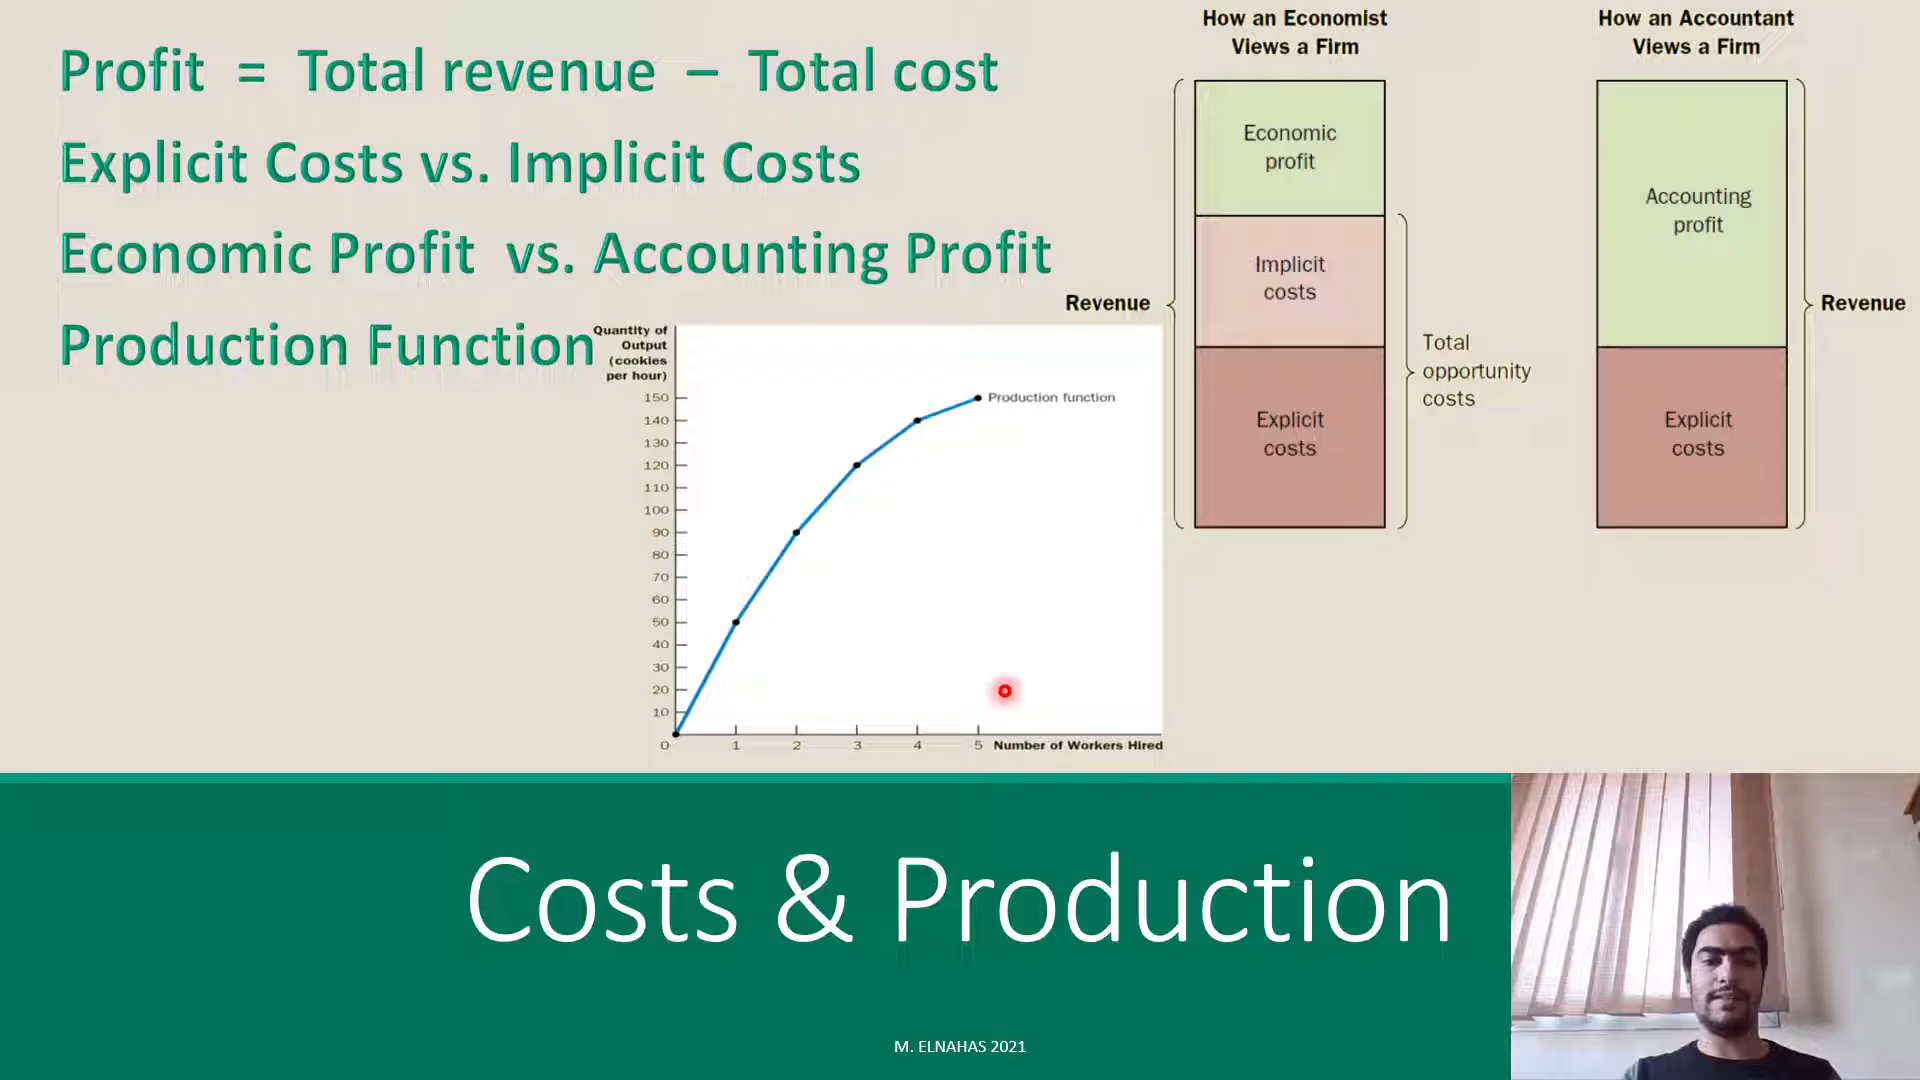 Profit = Total revenue – Total cost
Explicit Costs vs. Implicit Costs
Economic Profit vs. Accounting Profit
Production Function
Quantity of
Output
(cookies
per hour)
150
140
130
120
110
100
90
80
70
60
50
40
30
20
10
0
1
2
3
4
5
Number of Workers Hired
Production function
How an Economist
Views a Firm
Revenue
Economic
profit
Implicit
costs
Explicit
costs
Total
opportunity
costs
How an Accountant
Views a Firm
Accounting
profit
Explicit
costs
Revenue
Costs & Production
M. ELNAHAS 2021